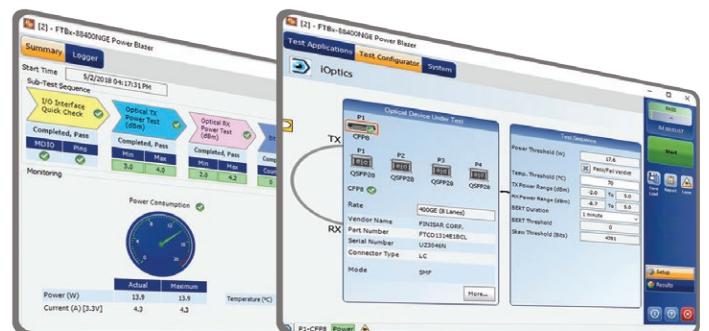 [2] - FTBx-88400NGE Power Blazer
Summary
Logger
Start Time
5/2/2018 04:17:31 PM
Sub-Test Sequence
I/O Interface
Quick Check
Optical TX
Power Test
(dBm)
Optical RX
Power Test
(dBm)
Completed, Pass
Completed, Pass
Completed, Pass
MDIO
Pins
Min
Max
3.0
4.0
Min
Max
2.0
4.2
Monitoring
Power Consumption
Actual
Maximum
Power (W)
13.9
13.9
Temperature (°C)
Current (A) [3.3V]
4.3
4.3
[2] - FTBx-88400NGE Power Blazer
Test Applications
Test Configurator
System
iOptics
TX
RX
Optical Device Under Test
P1
CFP8
P1
P2
P3
P4
QSFP28
QSFP28
QSFP28
QSFP28
CFP8
Rate
400GE (8 Lanes)
Vendor Name
FINISAR CORP.
Part Number
FTCD1314E1BCL
Serial Number
UZ3046N
Connector Type
LC
Mode
SMF
More...
Test Sequence
Power Threshold (W)
17.6
Pass/Fail Verdict
Temp. Threshold (°C)
70
TX Power Range (dBm)
-2.0
To
5.0
RX Power Range (dBm)
-8.7
To
5.0
BERT Duration
1 minute
BERT Threshold
0
Skew Threshold (Bits)
4781
PASS
Start
Save
Load
Report
Laser
Setup
Results
P1-CFP8
Power